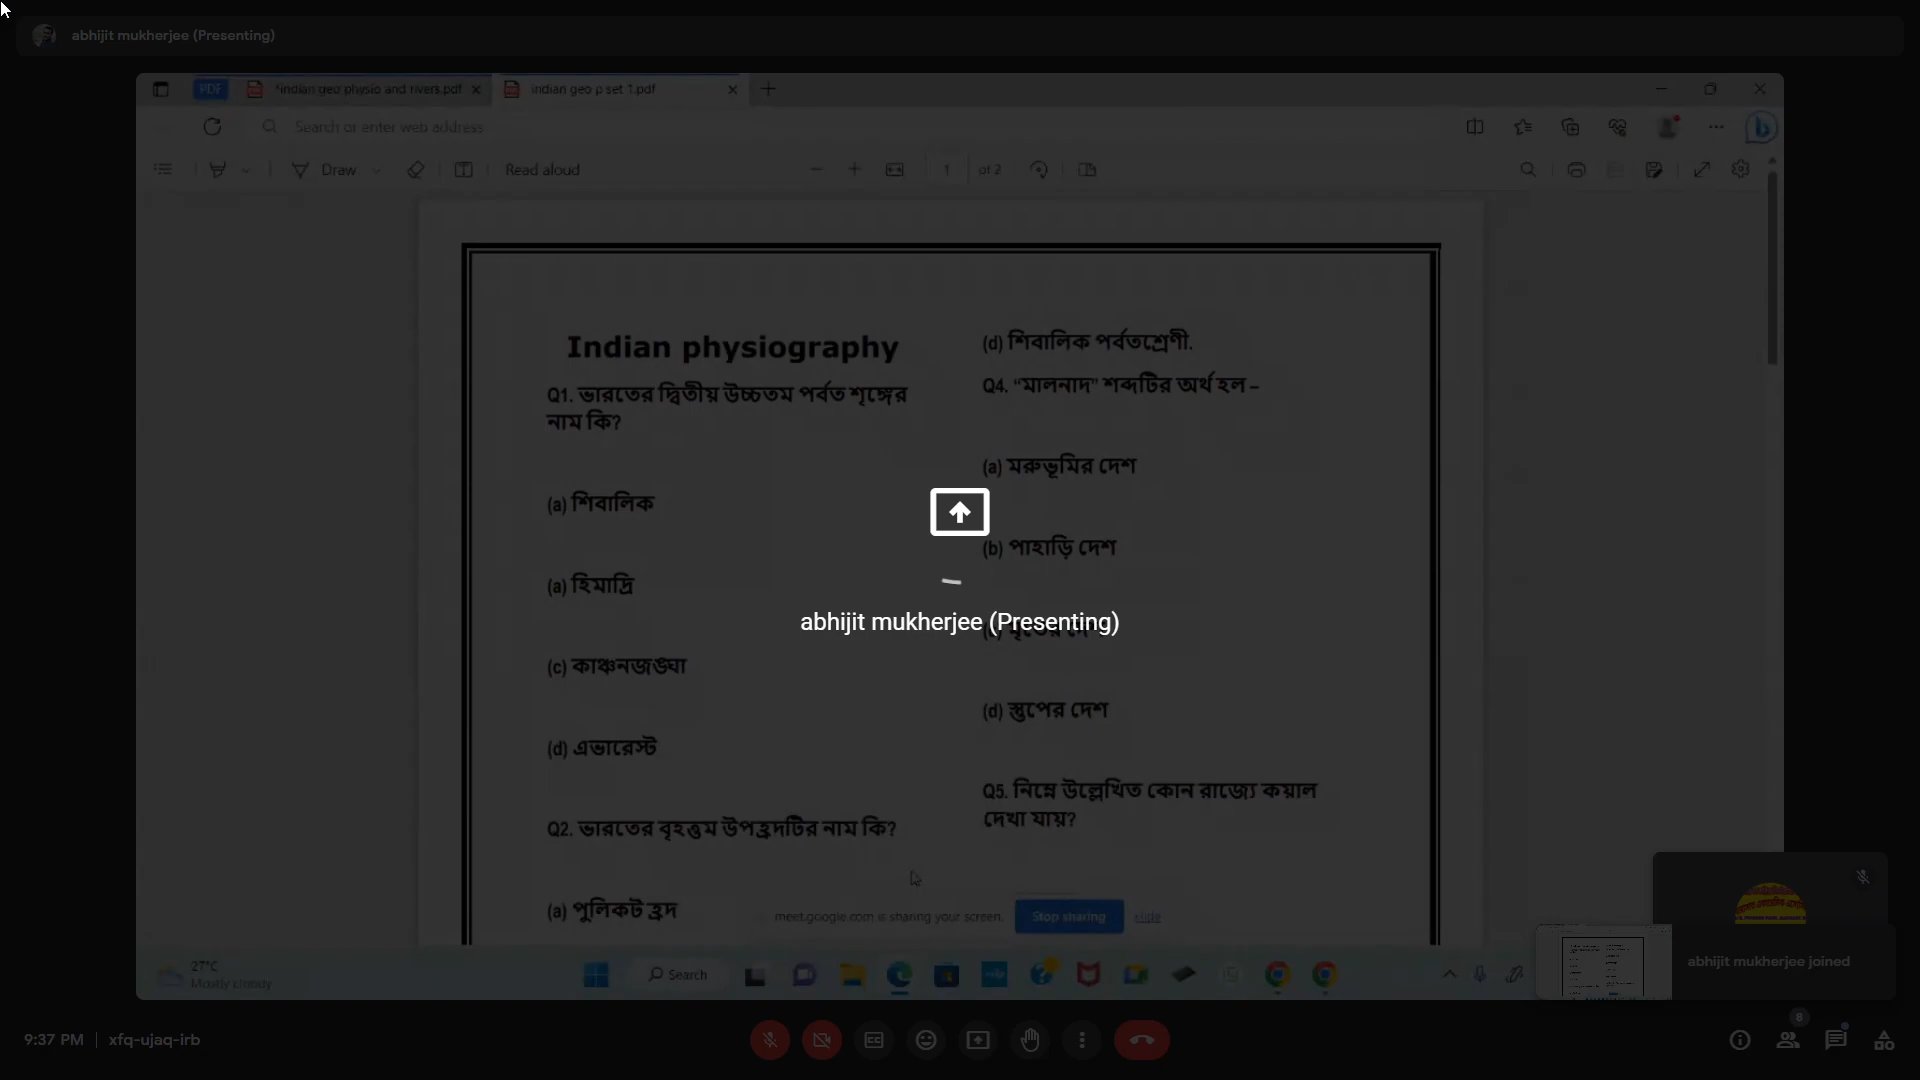 abhijit mukherjee (Presenting)
PDF
*indian geo physio and rivers.pdf
indian geo p set 1.pdf
Search or enter web address
Draw
Read aloud
1
of 2
Indian physiography
Q1. ভারতের দ্বিতীয় উচ্চতম পর্বত শৃঙ্গের
নাম কি?
(a) শিবালিক
(a) হিমাদ্রি
(c) কাঞ্চনজঙ্ঘা
(d) এভারেস্ট
Q2. ভারতের বৃহত্তম উপহ্রদটির নাম কি?
(a) পুলিকট হ্রদ
(d) শিবালিক পর্বতশ্রেণী.
Q4. “মালনাদ” শব্দটির অর্থ হল –
(a) মরুভূমির দেশ
(b) পাহাড়ি দেশ
(d) স্তুপের দেশ
Q5. নিম্নে উল্লেখিত কোন রাজ্যে কয়াল
দেখা যায়?
abhijit mukherjee (Presenting)
meet.google.com is sharing your screen.
Stop sharing
Hide
27°C
Mostly cloudy
Search
abhijit mukherjee joined
9:37 PM | xfq-ujaq-irb
8